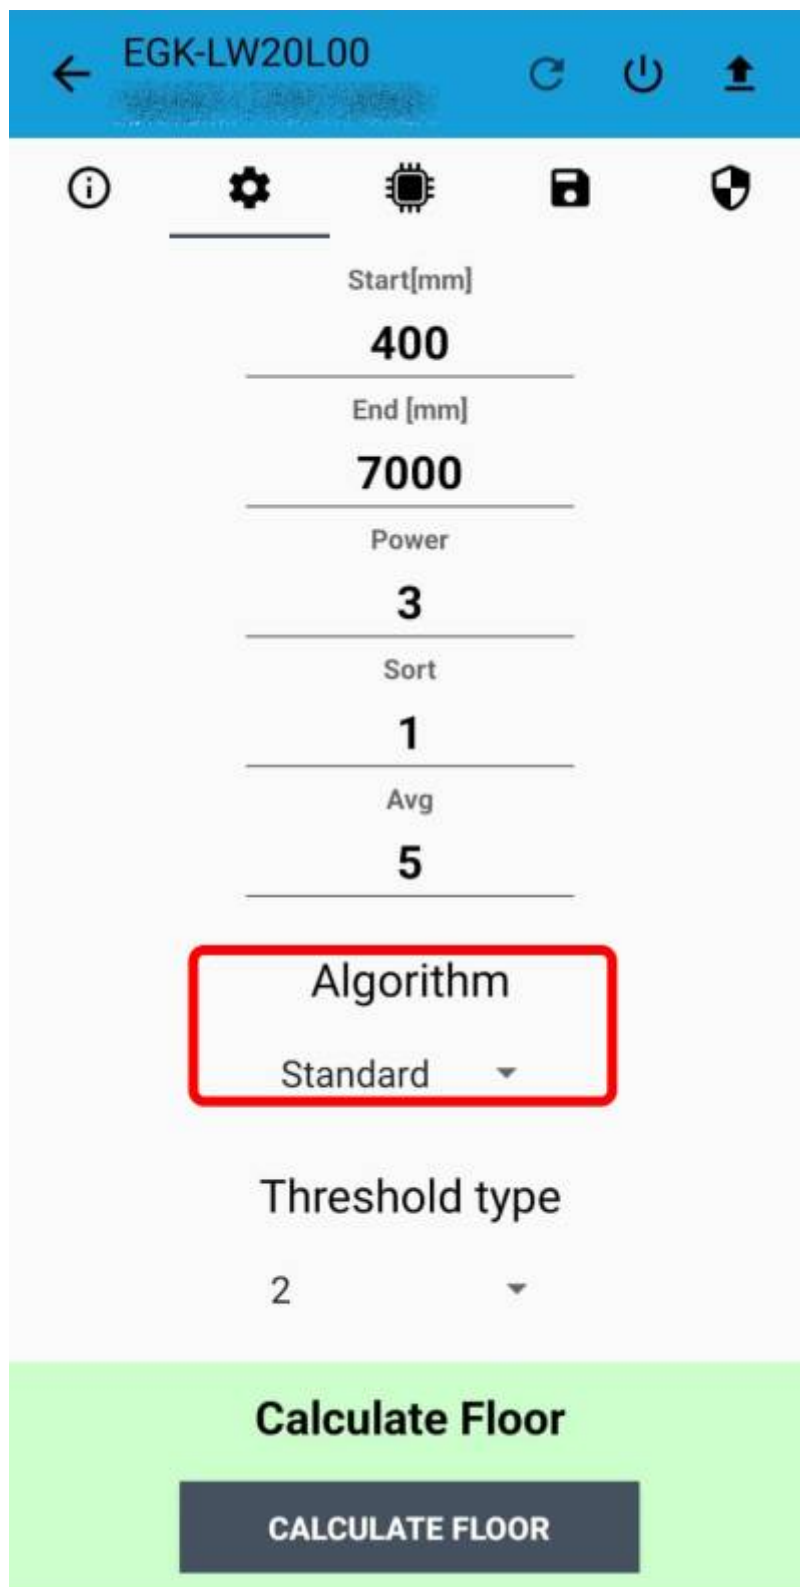 EGK-LW20L00
Start[mm]
400
End [mm]
7000
Power
3
Sort
1
Avg
5
Algorithm
Standard
Threshold type
2
Calculate Floor
CALCULATE FLOOR